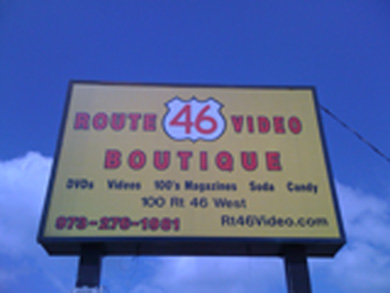 ROUTE 46 VIDEO
BOUTIQUE
DVDs Videos 100's Magazines Soda Candy
100 Rt 46 West
Rt46Video.com